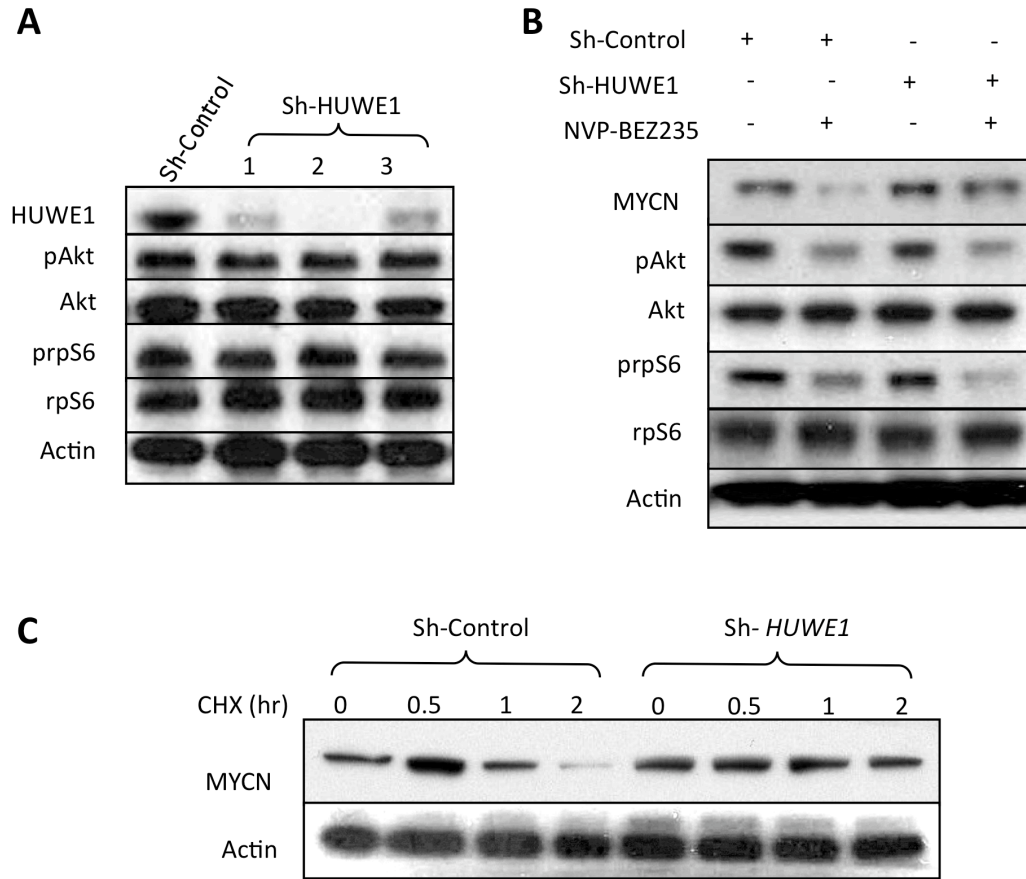 A
Sh-Control
Sh-HUWE1
1 2 3
HUWE1
pAkt
Akt
prpS6
rpS6
Actin
B
Sh-Control + + - -
Sh-HUWE1 - - + +
NVP-BEZ235 - + - +
MYCN
pAkt
Akt
prpS6
rpS6
Actin
C
Sh-Control Sh- HUWE1
CHX (hr) 0 0.5 1 2 0 0.5 1 2
MYCN
Actin